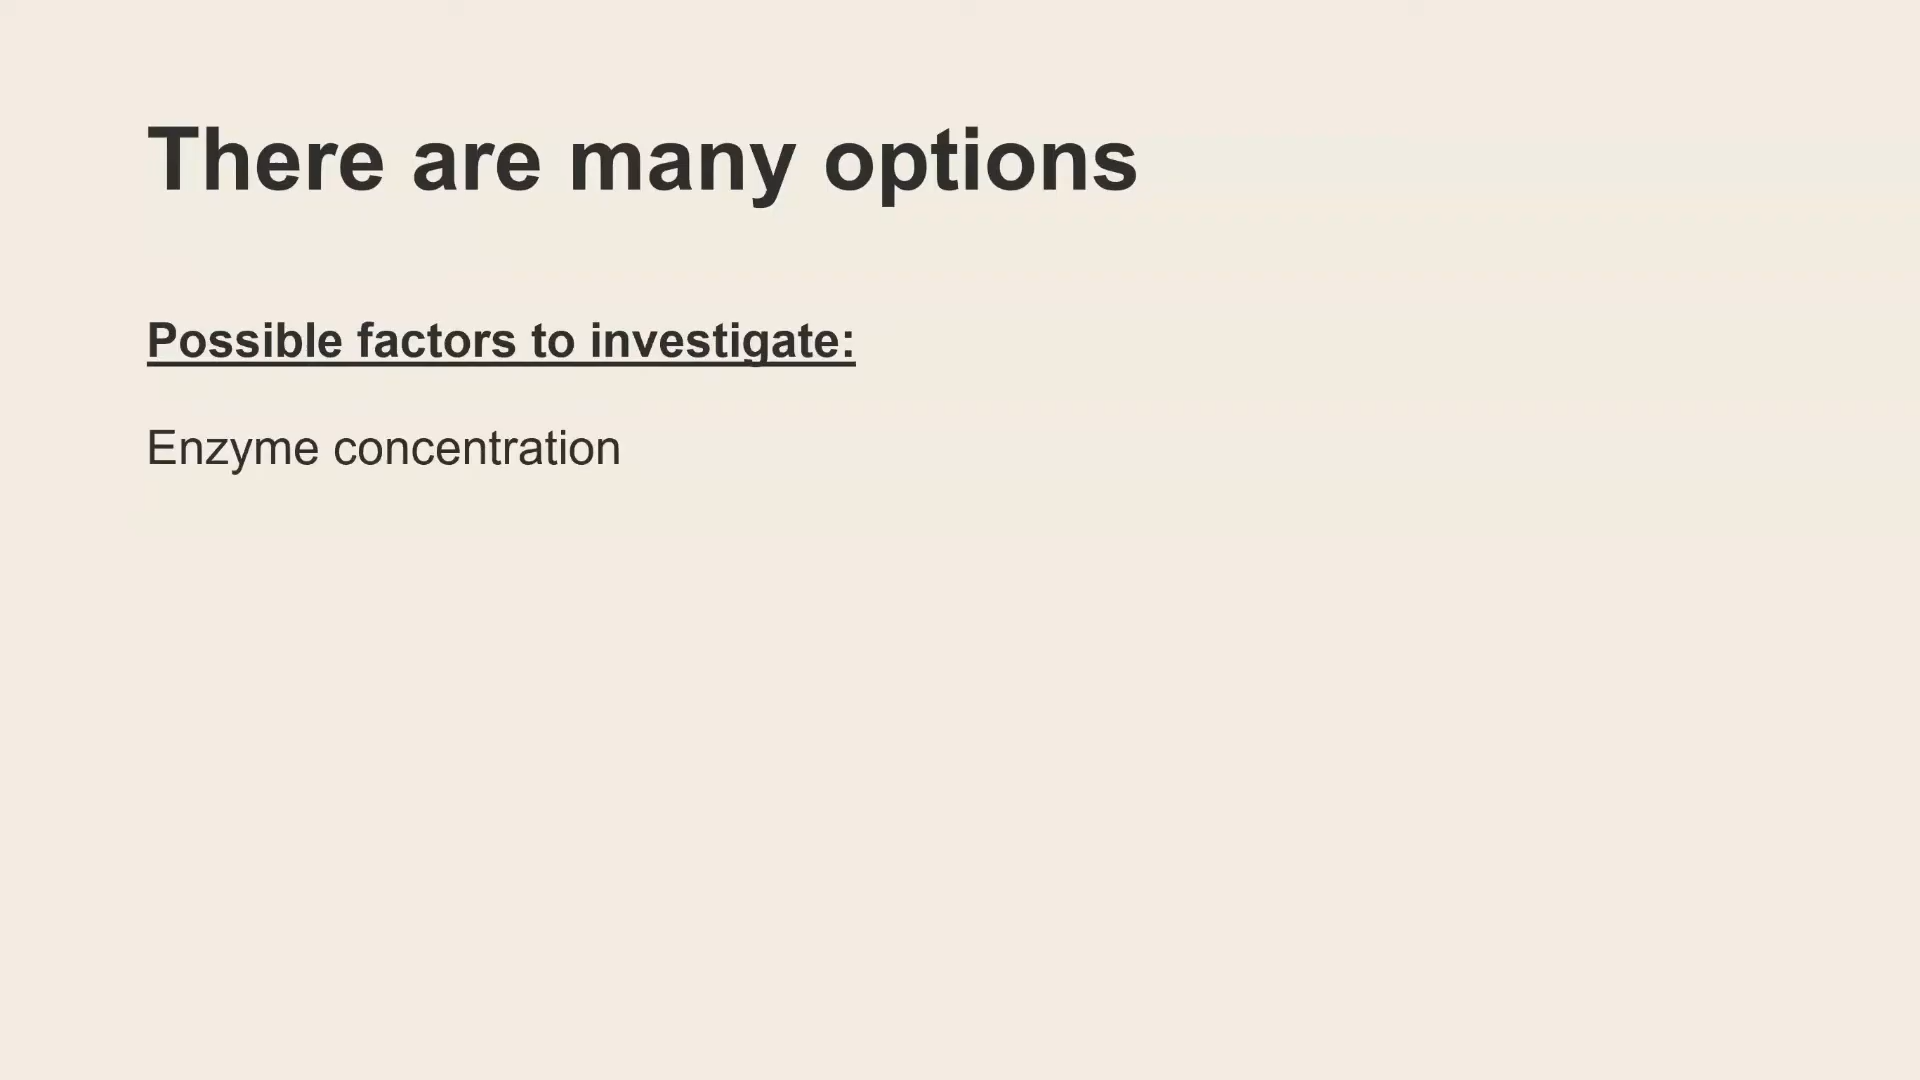 There are many options
Possible factors to investigate:
Enzyme concentration